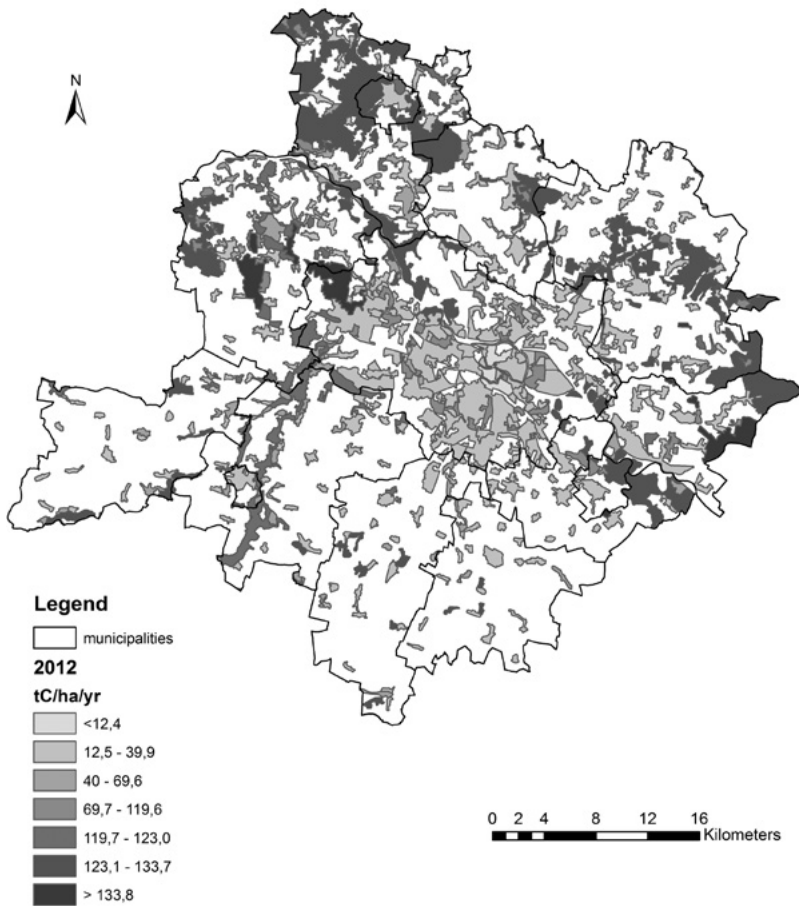 N
Legend
municipalities
2012
tC/ha/yr
<12,4
12,5 - 39,9
40 - 69,6
69,7 - 119,6
119,7 - 123,0
123,1 - 133,7
> 133,8
0 2 4 8 12 16
Kilometers